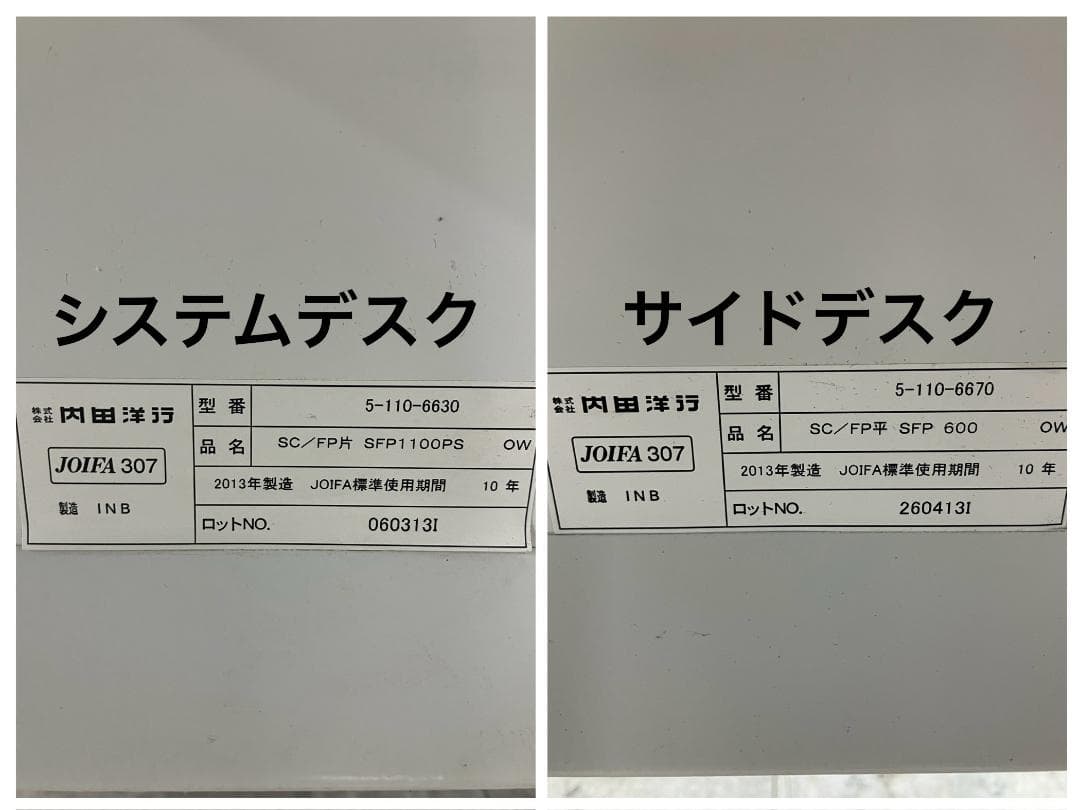 システムデスク
株式会社 内田洋行
JOIFA 307
製造 INB
型番 5-110-6630
品名 SC/FP片 SFP1100PS OW
2013年製造 JOIFA標準使用期間 10年
ロットNO. 060313I
サイドデスク
株式会社 内田洋行
JOIFA 307
製造 INB
型番 5-110-6670
品名 SC/FP平 SFP 600 OW
2013年製造 JOIFA標準使用期間 10年
ロットNO. 260413I